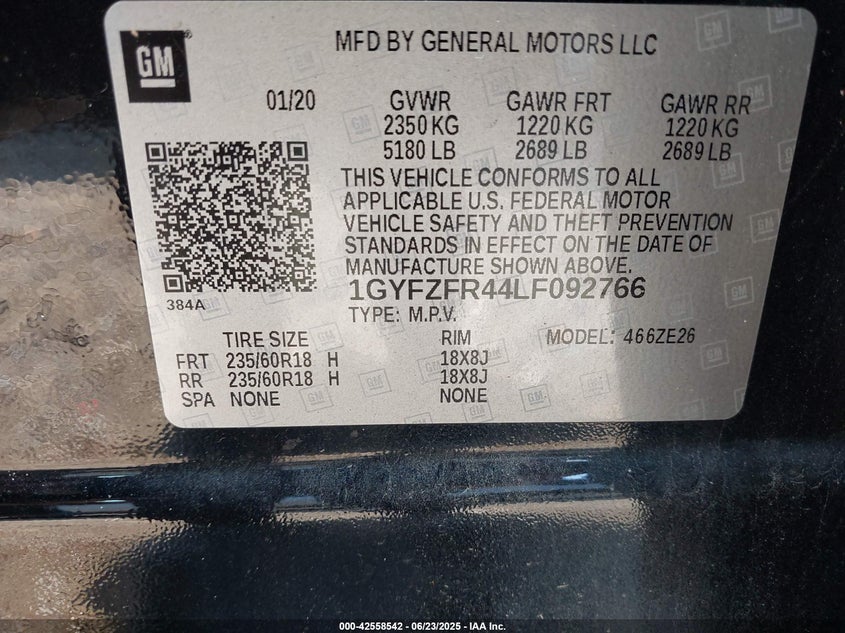 GM
MFD BY GENERAL MOTORS LLC
01/20 GVWR GAWR FRT GAWR RR
2350 KG 1220 KG 1220 KG
5180 LB 2689 LB 2689 LB
THIS VEHICLE CONFORMS TO ALL
APPLICABLE U.S. FEDERAL MOTOR
VEHICLE SAFETY AND THEFT PREVENTION
STANDARDS IN EFFECT ON THE DATE OF
MANUFACTURE SHOWN ABOVE.
384A
1GYFZFR44LF092766
TYPE: M.P.V.
TIRE SIZE RIM MODEL: 466ZE26
FRT 235/60R18 H 18X8J
RR 235/60R18 H 18X8J
SPA NONE NONE
000-42558542 - 06/23/2025 - IAA Inc.